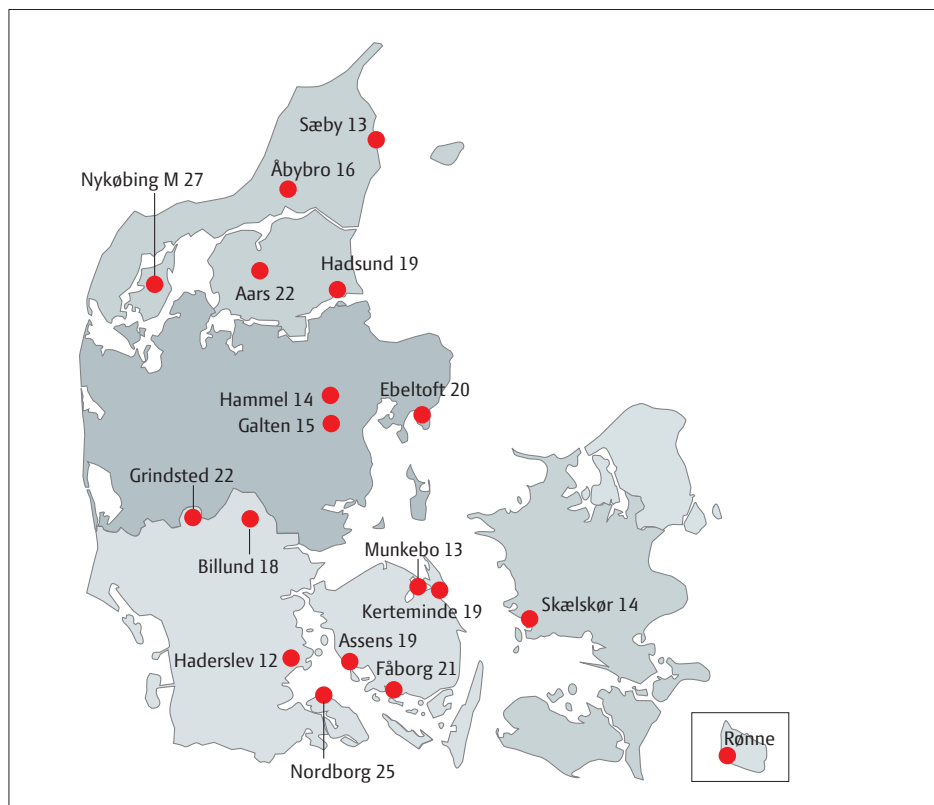 Sæby 13
Åbybro 16
Nykøbing M 27
Hadsund 19
Aars 22
Ebeltoft 20
Hammel 14
Galten 15
Grindsted 22
Munkebo 13
Billund 18
Kerteminde 19
Skælskør 14
Assens 19
Haderslev 12
Fåborg 21
Rønne
Nordborg 25